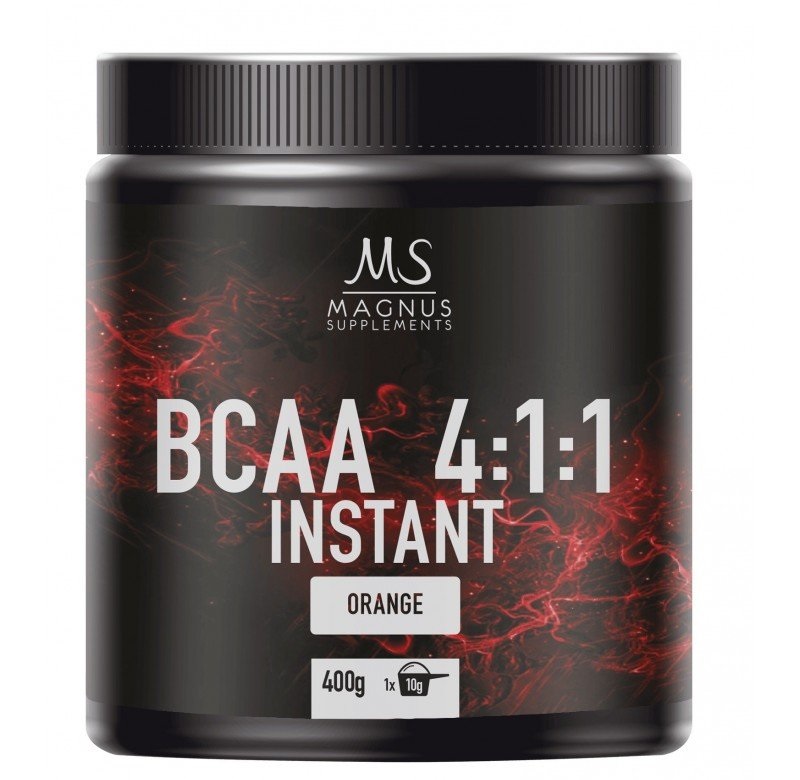 MS
MAGNUS
SUPPLEMENTS
BCAA 4:1:1
INSTANT
ORANGE
400g 1x 10g